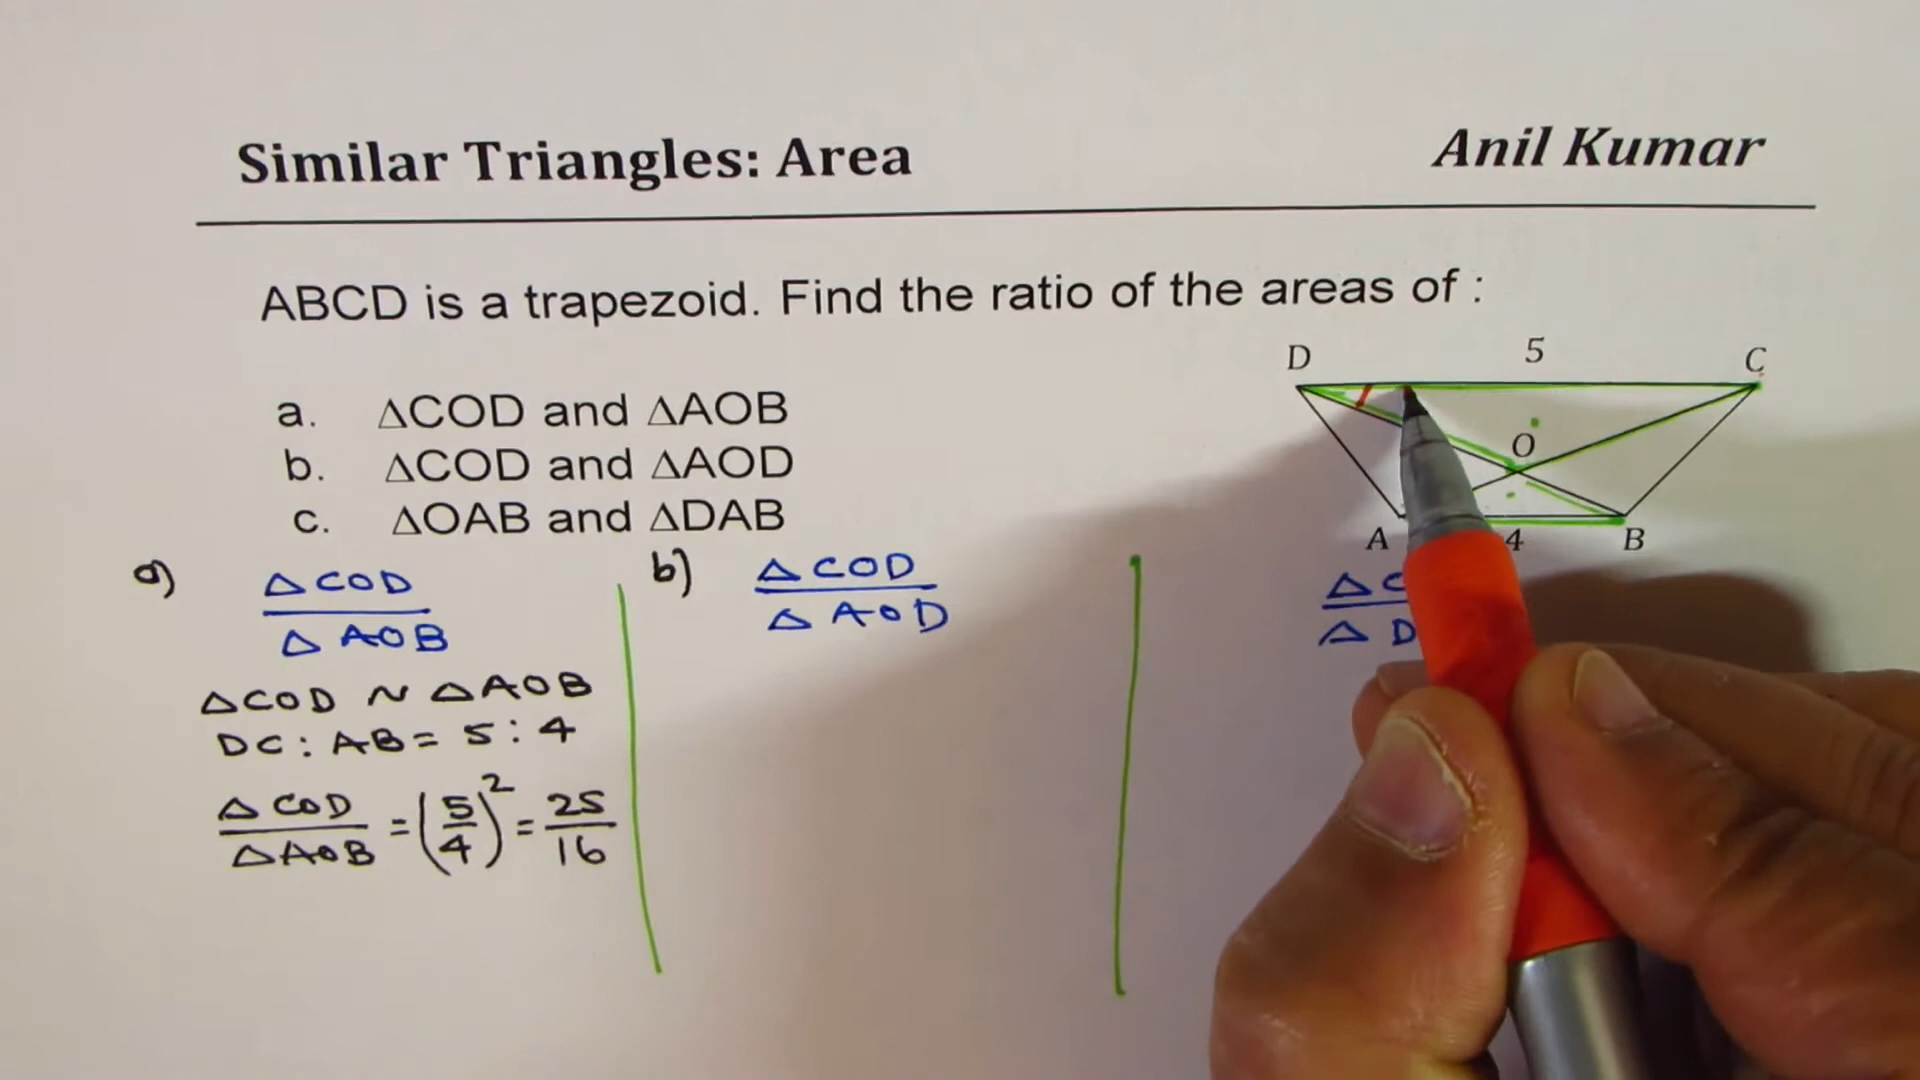 Similar Triangles: Area
Anil Kumar
ABCD is a trapezoid. Find the ratio of the areas of :
a. ΔCOD and ΔAOB
b. ΔCOD and ΔAOD
c. ΔOAB and ΔDAB
D 5 C
O
A 4 B
a) ΔCOD
Δ AOB
ΔCOD ~ ΔAOB
DC : AB = 5 : 4
ΔCOD / ΔAOB = (5/4)² = 25/16
b) ΔCOD
Δ AOD
Δ
Δ D